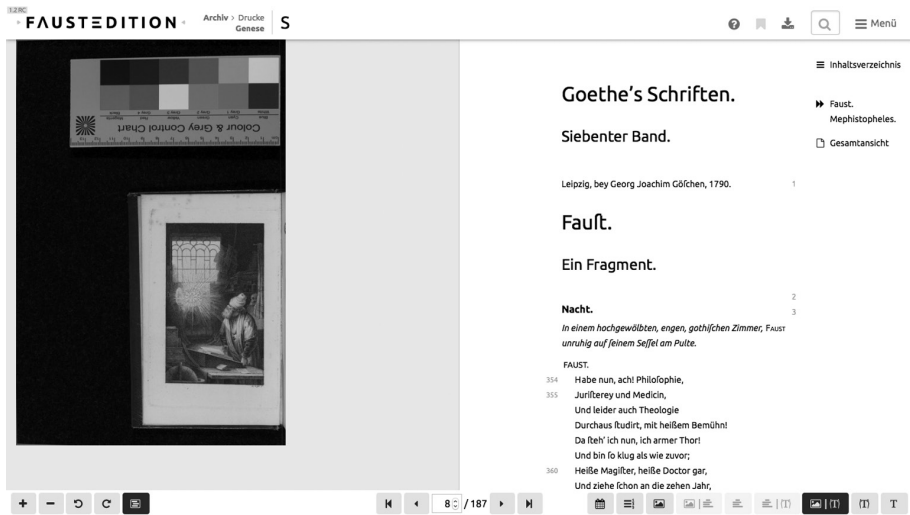 1.2 RC
FAUSTEDITION
Archiv > Drucke
Genese
S
Menü
Colour & Grey Control Chart
Goethe's Schriften.
Siebenter Band.
Leipzig, bey Georg Joachim Göſchen, 1790.
1
Fauſt.
Ein Fragment.
2
Nacht.
3
In einem hochgewölbten, engen, gothiſchen Zimmer, Faust
unruhig auf ſeinem Seſſel am Pulte.
FAUST.
354 Habe nun, ach! Philoſophie,
355 Juriſterey und Medicin,
Und leider auch Theologie
Durchaus ſtudirt, mit heißem Bemühn!
Da ſteh' ich nun, ich armer Thor!
Und bin ſo klug als wie zuvor;
360 Heiße Magiſter, heiße Doctor gar,
Und ziehe ſchon an die zehen Jahr,
Inhaltsverzeichnis
Faust.
Mephistopheles.
Gesamtansicht
8 / 187